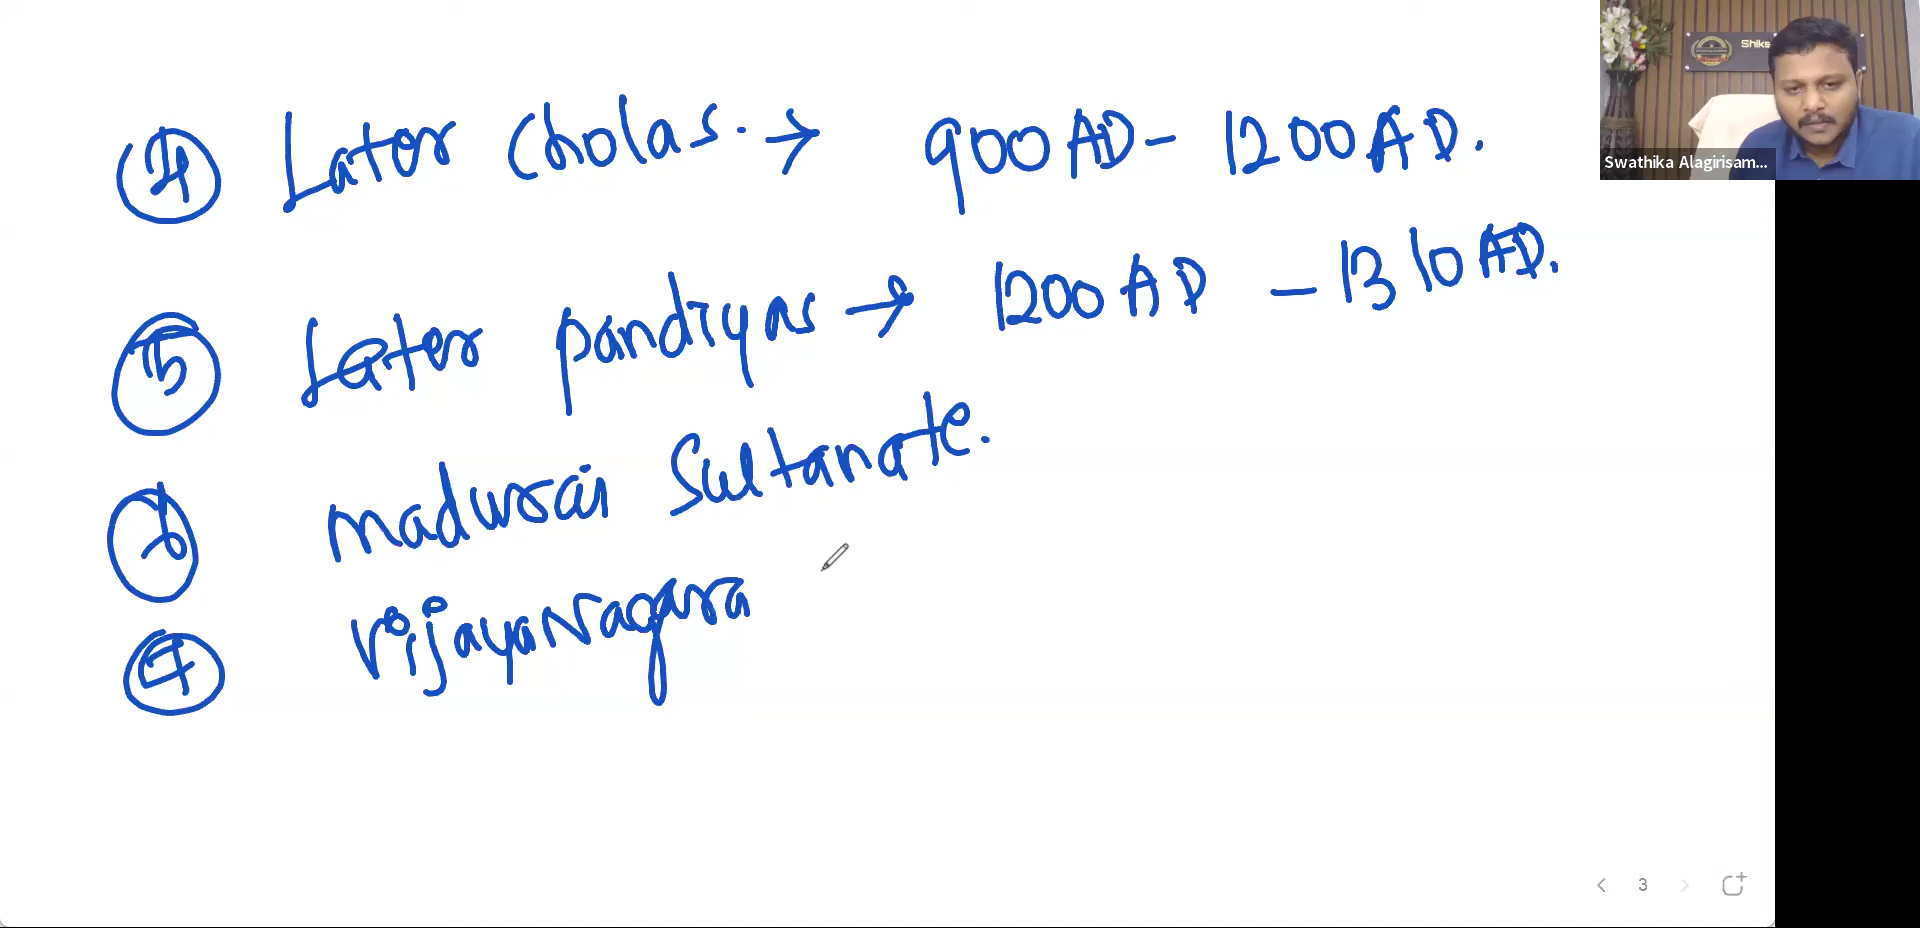 Shiks
Swathika Alagirisam...
4 Later Cholas. → 900 AD - 1200 AD.
5 Later pandiyas → 1200 AD - 1310 AD.
6 madurai Sultanate.
7 vijayanagara
3